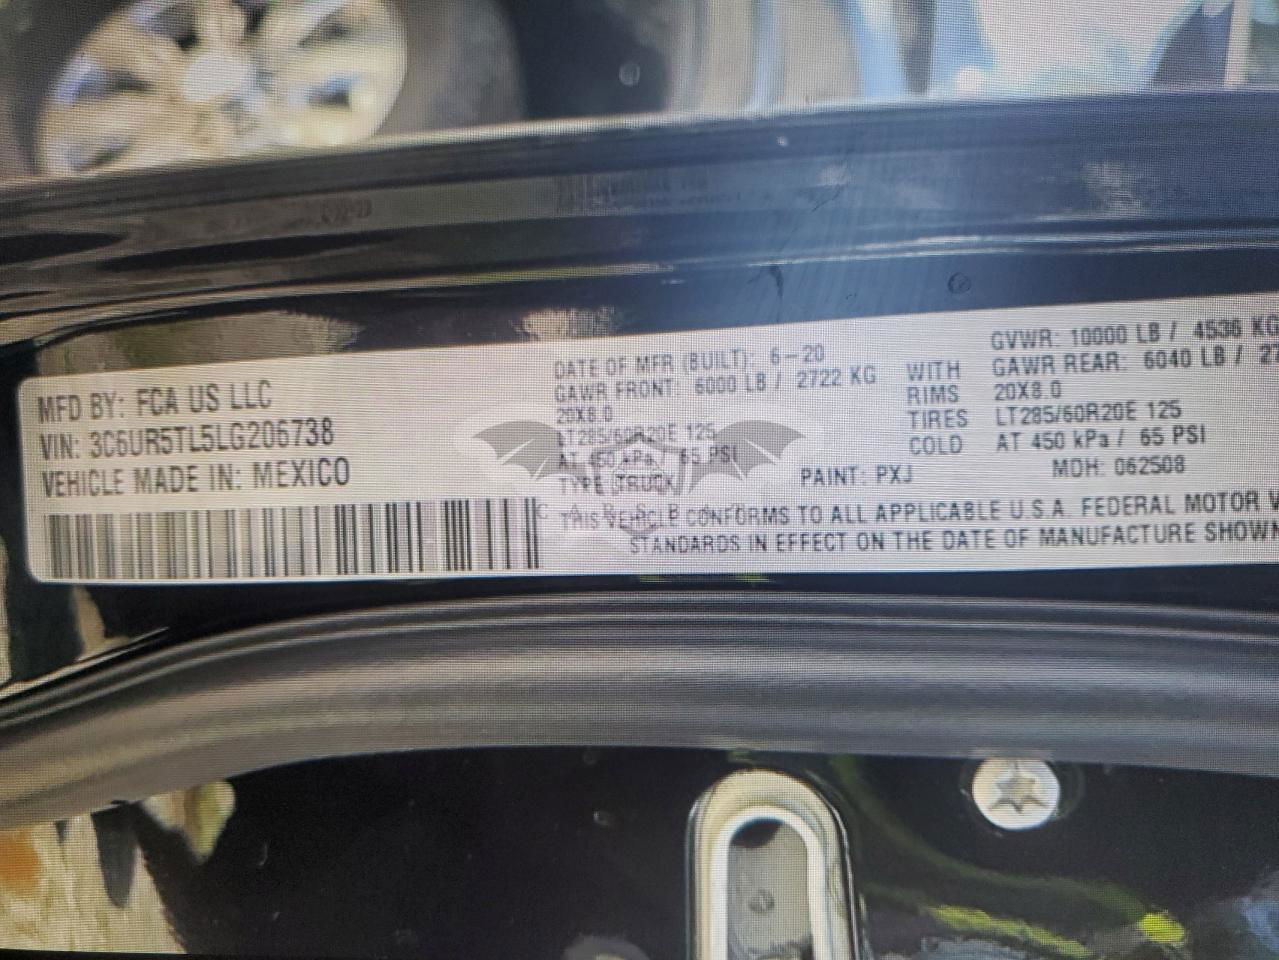 MFD BY: FCA US LLC
VIN: 3C6UR5TL5LG206738
VEHICLE MADE IN: MEXICO
DATE OF MFR (BUILT): 6-20
GAWR FRONT: 6000 LB / 2722 KG
20X8.0
LT285/60R20E 125
AT 450 kPa / 65 PSI
TYPE TRUCK
WITH
RIMS
TIRES
COLD
GVWR: 10000 LB / 4536 KG
GAWR REAR: 6040 LB /
20X8.0
LT285/60R20E 125
AT 450 kPa / 65 PSI
PAINT: PXJ MDH: 062508
THIS VEHICLE CONFORMS TO ALL APPLICABLE U.S.A. FEDERAL MOTOR
STANDARDS IN EFFECT ON THE DATE OF MANUFACTURE SHOWN